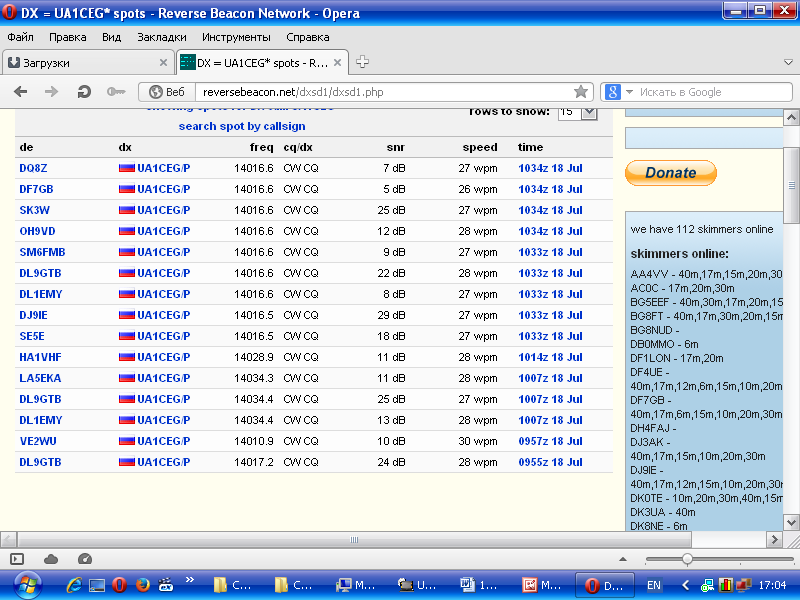 DX = UA1CEG* spots - Reverse Beacon Network - Opera
Файл Правка Вид Закладки Инструменты Справка
Загрузки
DX = UA1CEG* spots - R...
Веб reversebeacon.net/dxsd1/dxsd1.php
Искать в Google
rows to show: 15
search spot by callsign
de dx freq cq/dx snr speed time
DQ8Z UA1CEG/P 14016.6 CW CQ 7 dB 27 wpm 1034z 18 Jul
DF7GB UA1CEG/P 14016.6 CW CQ 5 dB 26 wpm 1034z 18 Jul
SK3W UA1CEG/P 14016.6 CW CQ 25 dB 27 wpm 1034z 18 Jul
OH9VD UA1CEG/P 14016.6 CW CQ 12 dB 28 wpm 1034z 18 Jul
SM6FMB UA1CEG/P 14016.6 CW CQ 9 dB 27 wpm 1033z 18 Jul
DL9GTB UA1CEG/P 14016.6 CW CQ 22 dB 28 wpm 1033z 18 Jul
DL1EMY UA1CEG/P 14016.6 CW CQ 8 dB 27 wpm 1033z 18 Jul
DJ9IE UA1CEG/P 14016.5 CW CQ 29 dB 27 wpm 1033z 18 Jul
SE5E UA1CEG/P 14016.5 CW CQ 18 dB 27 wpm 1033z 18 Jul
HA1VHF UA1CEG/P 14028.9 CW CQ 11 dB 28 wpm 1014z 18 Jul
LA5EKA UA1CEG/P 14034.3 CW CQ 11 dB 28 wpm 1007z 18 Jul
DL9GTB UA1CEG/P 14034.4 CW CQ 25 dB 27 wpm 1007z 18 Jul
DL1EMY UA1CEG/P 14034.4 CW CQ 13 dB 28 wpm 1007z 18 Jul
VE2WU UA1CEG/P 14010.9 CW CQ 10 dB 30 wpm 0957z 18 Jul
DL9GTB UA1CEG/P 14017.2 CW CQ 24 dB 28 wpm 0955z 18 Jul
Donate
we have 112 skimmers online
skimmers online:
AA4VV - 40m,17m,15m,20m,30
AC0C - 17m,20m,30m
BG5EEF - 40m,30m,17m,20m,15
BG8FT - 40m,17m,30m,20m,15m
BG8NUD -
DB0MMO - 6m
DF1LON - 17m,20m
DF4UE -
40m,17m,12m,6m,15m,10m,20m
DF7GB -
40m,17m,6m,15m,10m,20m,30m
DH4FAJ -
DJ3AK -
40m,17m,15m,10m,20m,30m
DJ9IE -
40m,17m,12m,15m,10m,20m,30
DK0TE - 10m,20m,30m,40m,15m
DK3UA - 40m
DK8NE - 6m
C... C... M... U... 1... M... D... EN 17:04